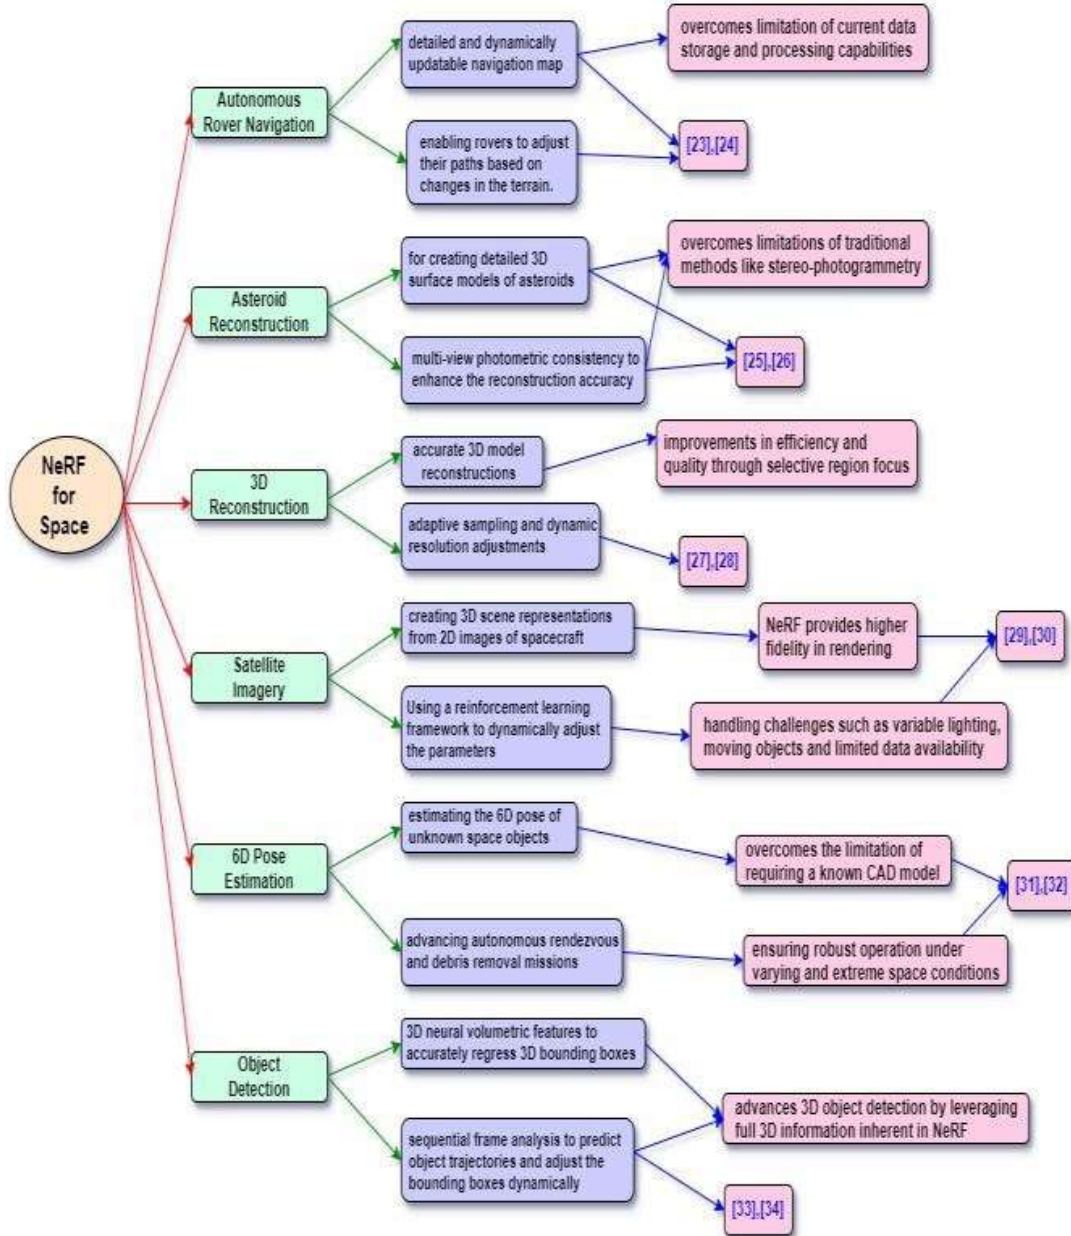 NeRF
for
Space
Autonomous
Rover Navigation
detailed and dynamically
updatable navigation map
overcomes limitation of current data
storage and processing capabilities
enabling rovers to adjust
their paths based on
changes in the terrain.
[23],[24]
Asteroid
Reconstruction
for creating detailed 3D
surface models of asteroids
overcomes limitations of traditional
methods like stereo-photogrammetry
multi-view photometric consistency to
enhance the reconstruction accuracy
[25],[26]
3D
Reconstruction
accurate 3D model
reconstructions
improvements in efficiency and
quality through selective region focus
adaptive sampling and dynamic
resolution adjustments
[27],[28]
Satellite
Imagery
creating 3D scene representations
from 2D images of spacecraft
NeRF provides higher
fidelity in rendering
[29],[30]
Using a reinforcement learning
framework to dynamically adjust
the parameters
handling challenges such as variable lighting,
moving objects and limited data availability
6D Pose
Estimation
estimating the 6D pose of
unknown space objects
overcomes the limitation of
requiring a known CAD model
[31],[32]
advancing autonomous rendezvous
and debris removal missions
ensuring robust operation under
varying and extreme space conditions
Object
Detection
3D neural volumetric features to
accurately regress 3D bounding boxes
advances 3D object detection by leveraging
full 3D information inherent in NeRF
sequential frame analysis to predict
object trajectories and adjust the
bounding boxes dynamically
[33],[34]